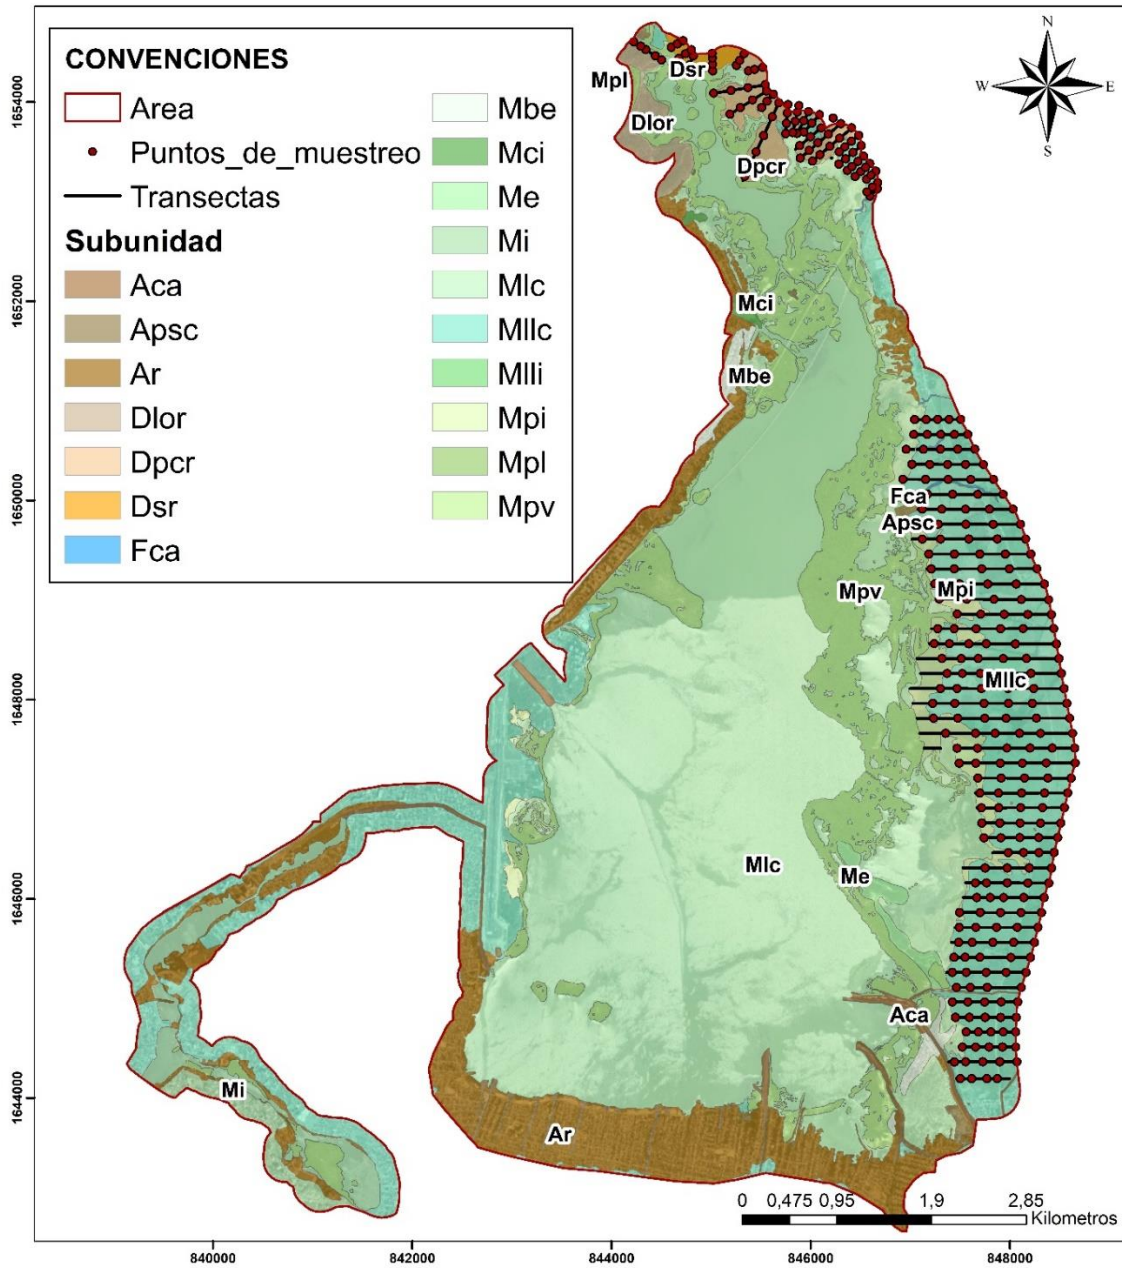 CONVENCIONES
Area
Puntos_de_muestreo
Transectas
Subunidad
Aca
Apsc
Ar
Dlor
Dpcr
Dsr
Fca
Mbe
Mci
Me
Mi
Mlc
Mllc
Mlli
Mpi
Mpl
Mpv
N
W
E
S
Mpl
Dsr
Dlor
Dpcr
Mci
Mbe
Fca
Apsc
Mpv
Mpi
Mllc
Mlc
Me
Aca
Mi
Ar
0 0,475 0,95 1,9 2,85
Kilometros
1654000
1652000
1650000
1648000
1646000
1644000
840000 842000 844000 846000 848000